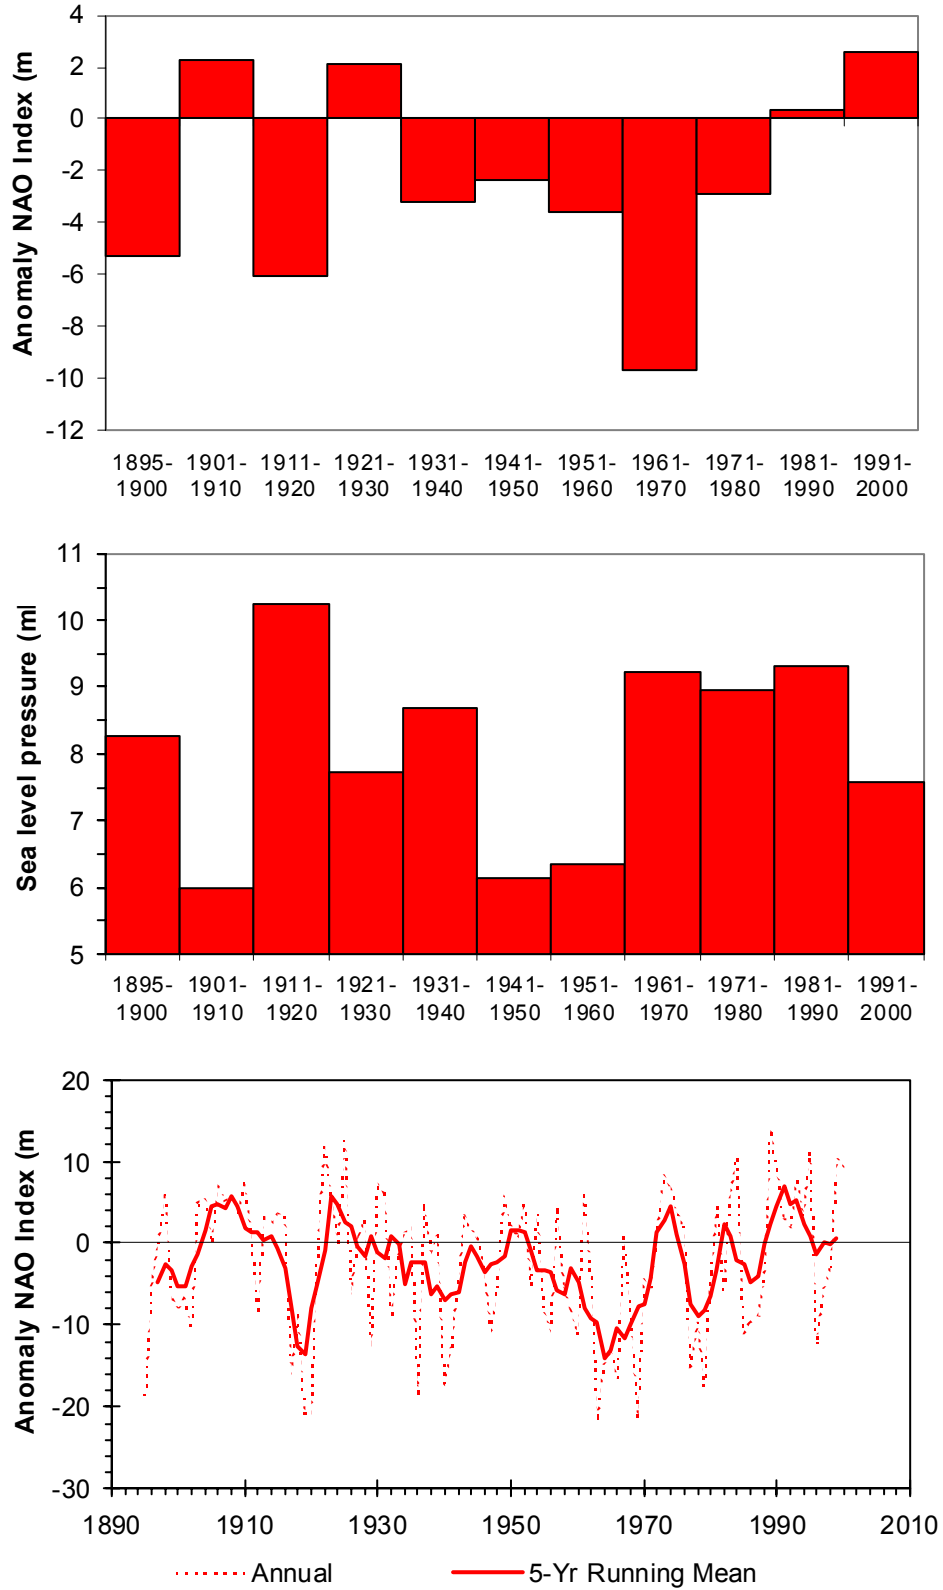 4
2
0
-2
-4
-6
-8
-10
-12
Anomaly NAO Index (m
1895- 1901- 1911- 1921- 1931- 1941- 1951- 1961- 1971- 1981- 1991-
1900 1910 1920 1930 1940 1950 1960 1970 1980 1990 2000
11
10
9
8
7
6
5
Sea level pressure (ml
1895- 1901- 1911- 1921- 1931- 1941- 1951- 1961- 1971- 1981- 1991-
1900 1910 1920 1930 1940 1950 1960 1970 1980 1990 2000
20
10
0
-10
-20
-30
Anomaly NAO Index (m
1890 1910 1930 1950 1970 1990 2010
Annual 5-Yr Running Mean